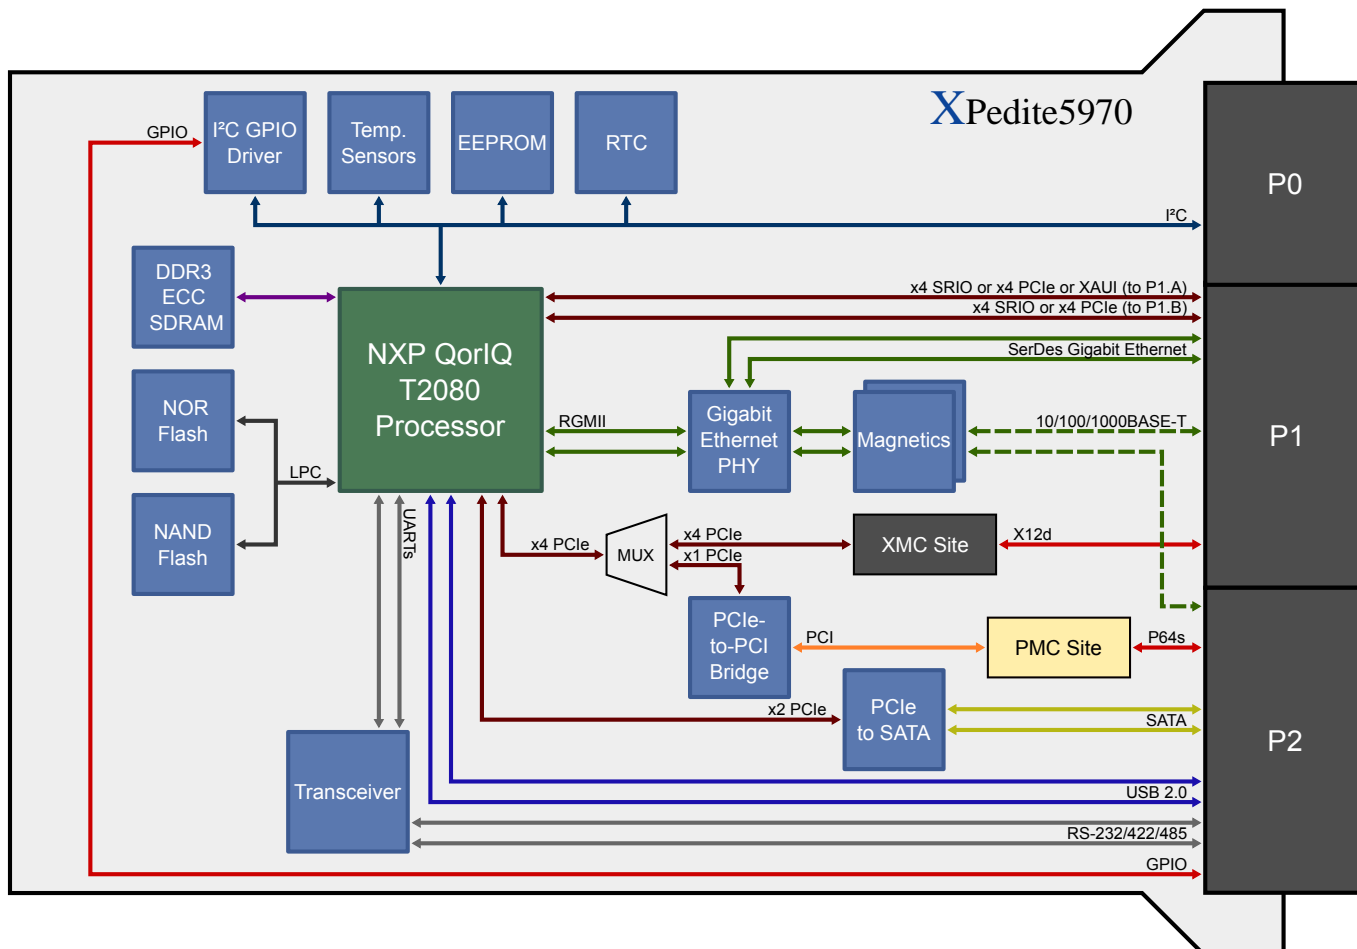 XPedite5970
GPIO
I²C GPIO
Driver
Temp.
Sensors
EEPROM
RTC
P0
I²C
DDR3
ECC
SDRAM
x4 SRIO or x4 PCIe or XAUI (to P1.A)
x4 SRIO or x4 PCIe (to P1.B)
SerDes Gigabit Ethernet
NXP QorIQ
T2080
Processor
NOR
Flash
RGMII
Gigabit
Ethernet
PHY
Magnetics
10/100/1000BASE-T
P1
LPC
NAND
Flash
UARTs
x4 PCIe
MUX
x4 PCIe
x1 PCIe
XMC Site
X12d
PCIe-
to-PCI
Bridge
PCI
PMC Site
P64s
x2 PCIe
PCIe
to SATA
SATA
P2
Transceiver
USB 2.0
RS-232/422/485
GPIO